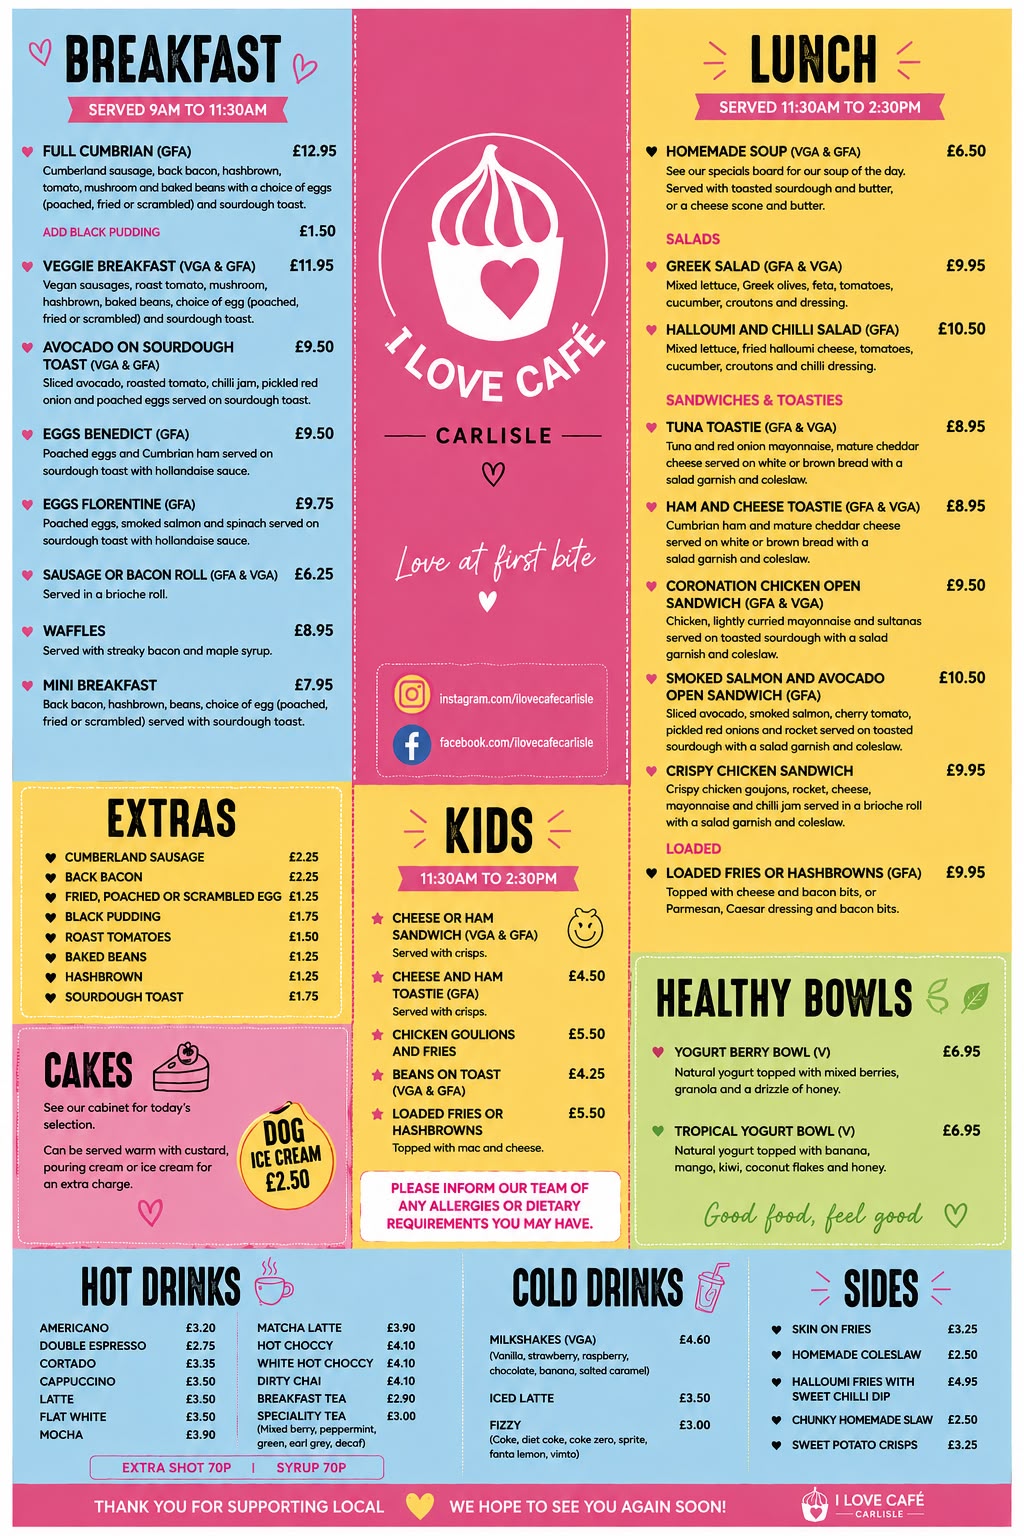 BREAKFAST
SERVED 9AM TO 11:30AM
FULL CUMBRIAN (GFA) £12.95
Cumberland sausage, back bacon, hashbrown,
tomato, mushroom and baked beans with a choice of eggs
(poached, fried or scrambled) and sourdough toast.
ADD BLACK PUDDING £1.50
VEGGIE BREAKFAST (VGA & GFA) £11.95
Vegan sausages, roast tomato, mushroom,
hashbrown, baked beans, choice of egg (poached,
fried or scrambled) and sourdough toast.
AVOCADO ON SOURDOUGH £9.50
TOAST (VGA & GFA)
Sliced avocado, roasted tomato, chilli jam, pickled red
onion and poached eggs served on sourdough toast.
EGGS BENEDICT (GFA) £9.50
Poached eggs and Cumbrian ham served on
sourdough toast with hollandaise sauce.
EGGS FLORENTINE (GFA) £9.75
Poached eggs, smoked salmon and spinach served on
sourdough toast with hollandaise sauce.
SAUSAGE OR BACON ROLL (GFA & VGA) £6.25
Served in a brioche roll.
WAFFLES £8.95
Served with streaky bacon and maple syrup.
MINI BREAKFAST £7.95
Back bacon, hashbrown, beans, choice of egg (poached,
fried or scrambled) served with sourdough toast.
I LOVE CAFÉ
CARLISLE
Love at first bite
instagram.com/ilovecafecarlisle
facebook.com/ilovecafecarlisle
LUNCH
SERVED 11:30AM TO 2:30PM
HOMEMADE SOUP (VGA & GFA) £6.50
See our specials board for our soup of the day.
Served with toasted sourdough and butter,
or a cheese scone and butter.
SALADS
GREEK SALAD (GFA & VGA) £9.95
Mixed lettuce, Greek olives, feta, tomatoes,
cucumber, croutons and dressing.
HALLOUMI AND CHILLI SALAD (GFA) £10.50
Mixed lettuce, fried halloumi cheese, tomatoes,
cucumber, croutons and chilli dressing.
SANDWICHES & TOASTIES
TUNA TOASTIE (GFA & VGA) £8.95
Tuna and red onion mayonnaise, mature cheddar
cheese served on white or brown bread with a
salad garnish and coleslaw.
HAM AND CHEESE TOASTIE (GFA & VGA) £8.95
Cumbrian ham and mature cheddar cheese
served on white or brown bread with a
salad garnish and coleslaw.
CORONATION CHICKEN OPEN £9.50
SANDWICH (GFA & VGA)
Chicken, lightly curried mayonnaise and sultanas
served on toasted sourdough with a salad
garnish and coleslaw.
SMOKED SALMON AND AVOCADO £10.50
OPEN SANDWICH (GFA)
Sliced avocado, smoked salmon, cherry tomato,
pickled red onions and rocket served on toasted
sourdough with a salad garnish and coleslaw.
CRISPY CHICKEN SANDWICH £9.95
Crispy chicken goujons, rocket, cheese,
mayonnaise and chilli jam served in a brioche roll
with a salad garnish and coleslaw.
LOADED
LOADED FRIES OR HASHBROWNS (GFA) £9.95
Topped with cheese and bacon bits, or
Parmesan, Caesar dressing and bacon bits.
EXTRAS
CUMBERLAND SAUSAGE £2.25
BACK BACON £2.25
FRIED, POACHED OR SCRAMBLED EGG £1.25
BLACK PUDDING £1.75
ROAST TOMATOES £1.50
BAKED BEANS £1.25
HASHBROWN £1.25
SOURDOUGH TOAST £1.75
CAKES
See our cabinet for today's
selection.
Can be served warm with custard,
pouring cream or ice cream for
an extra charge.
DOG
ICE CREAM
£2.50
KIDS
11:30AM TO 2:30PM
CHEESE OR HAM
SANDWICH (VGA & GFA)
Served with crisps.
CHEESE AND HAM £4.50
TOASTIE (GFA)
Served with crisps.
CHICKEN GOULIONS £5.50
AND FRIES
BEANS ON TOAST £4.25
(VGA & GFA)
LOADED FRIES OR £5.50
HASHBROWNS
Topped with mac and cheese.
PLEASE INFORM OUR TEAM OF
ANY ALLERGIES OR DIETARY
REQUIREMENTS YOU MAY HAVE.
HEALTHY BOWLS
YOGURT BERRY BOWL (V) £6.95
Natural yogurt topped with mixed berries,
granola and a drizzle of honey.
TROPICAL YOGURT BOWL (V) £6.95
Natural yogurt topped with banana,
mango, kiwi, coconut flakes and honey.
Good food, feel good
HOT DRINKS
AMERICANO £3.20
DOUBLE ESPRESSO £2.75
CORTADO £3.35
CAPPUCCINO £3.50
LATTE £3.50
FLAT WHITE £3.50
MOCHA £3.90
MATCHA LATTE £3.90
HOT CHOCCY £4.10
WHITE HOT CHOCCY £4.10
DIRTY CHAI £4.10
BREAKFAST TEA £2.90
SPECIALITY TEA £3.00
(Mixed berry, peppermint,
green, earl grey, decaf)
EXTRA SHOT 70P | SYRUP 70P
COLD DRINKS
MILKSHAKES (VGA) £4.60
(Vanilla, strawberry, raspberry,
chocolate, banana, salted caramel)
ICED LATTE £3.50
FIZZY £3.00
(Coke, diet coke, coke zero, sprite,
fanta lemon, vimto)
SIDES
SKIN ON FRIES £3.25
HOMEMADE COLESLAW £2.50
HALLOUMI FRIES WITH £4.95
SWEET CHILLI DIP
CHUNKY HOMEMADE SLAW £2.50
SWEET POTATO CRISPS £3.25
THANK YOU FOR SUPPORTING LOCAL WE HOPE TO SEE YOU AGAIN SOON!
I LOVE CAFÉ
CARLISLE